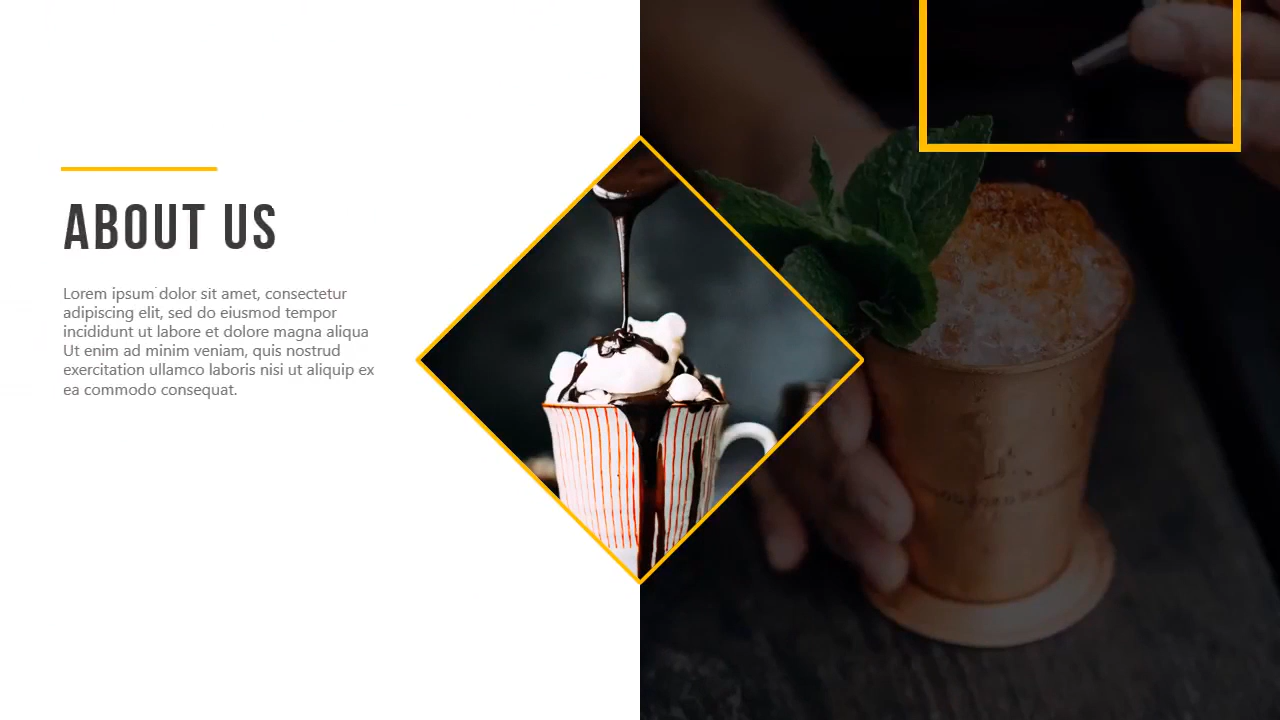 ABOUT US
Lorem ipsum dolor sit amet, consectetur
adipiscing elit, sed do eiusmod tempor
incididunt ut labore et dolore magna aliqua
Ut enim ad minim veniam, quis nostrud
exercitation ullamco laboris nisi ut aliquip ex
ea commodo consequat.